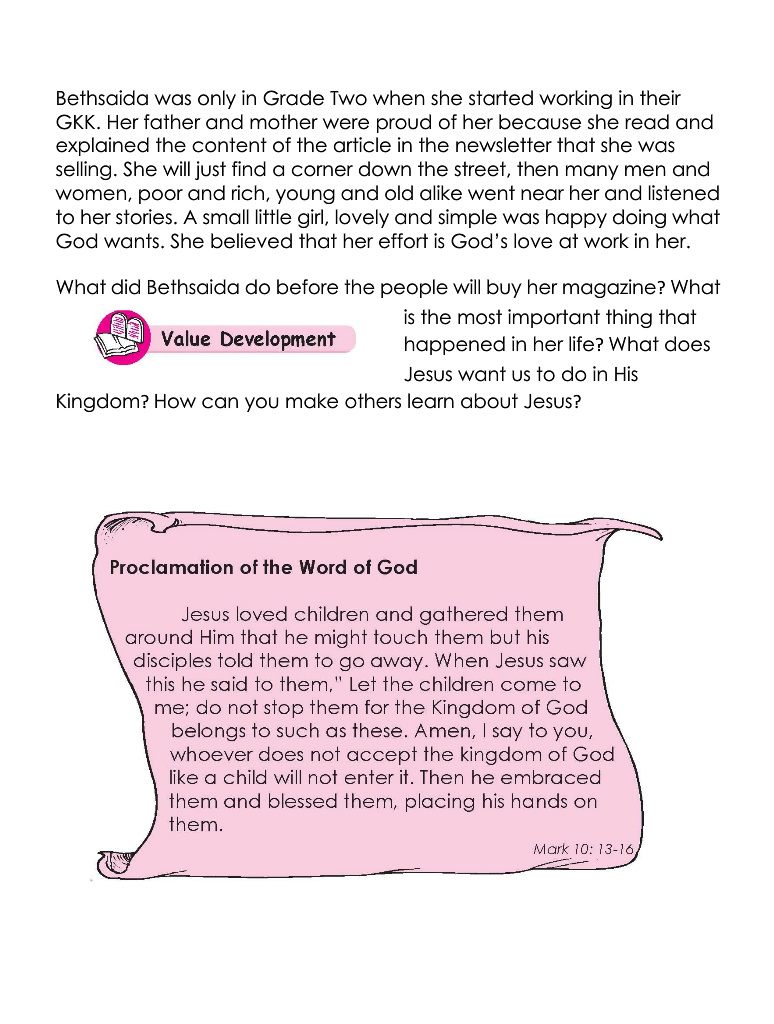 Bethsaida was only in Grade Two when she started working in their
GKK. Her father and mother were proud of her because she read and
explained the content of the article in the newsletter that she was
selling. She will just find a corner down the street, then many men and
women, poor and rich, young and old alike went near her and listened
to her stories. A small little girl, lovely and simple was happy doing what
God wants. She believed that her effort is God’s love at work in her.
What did Bethsaida do before the people will buy her magazine? What
is the most important thing that
Value Development
happened in her life? What does
Jesus want us to do in His
Kingdom? How can you make others learn about Jesus?
Proclamation of the Word of God
Jesus loved children and gathered them
around Him that he might touch them but his
disciples told them to go away. When Jesus saw
this he said to them,” Let the children come to
me; do not stop them for the Kingdom of God
belongs to such as these. Amen, I say to you,
whoever does not accept the kingdom of God
like a child will not enter it. Then he embraced
them and blessed them, placing his hands on
them.
Mark 10: 13-16